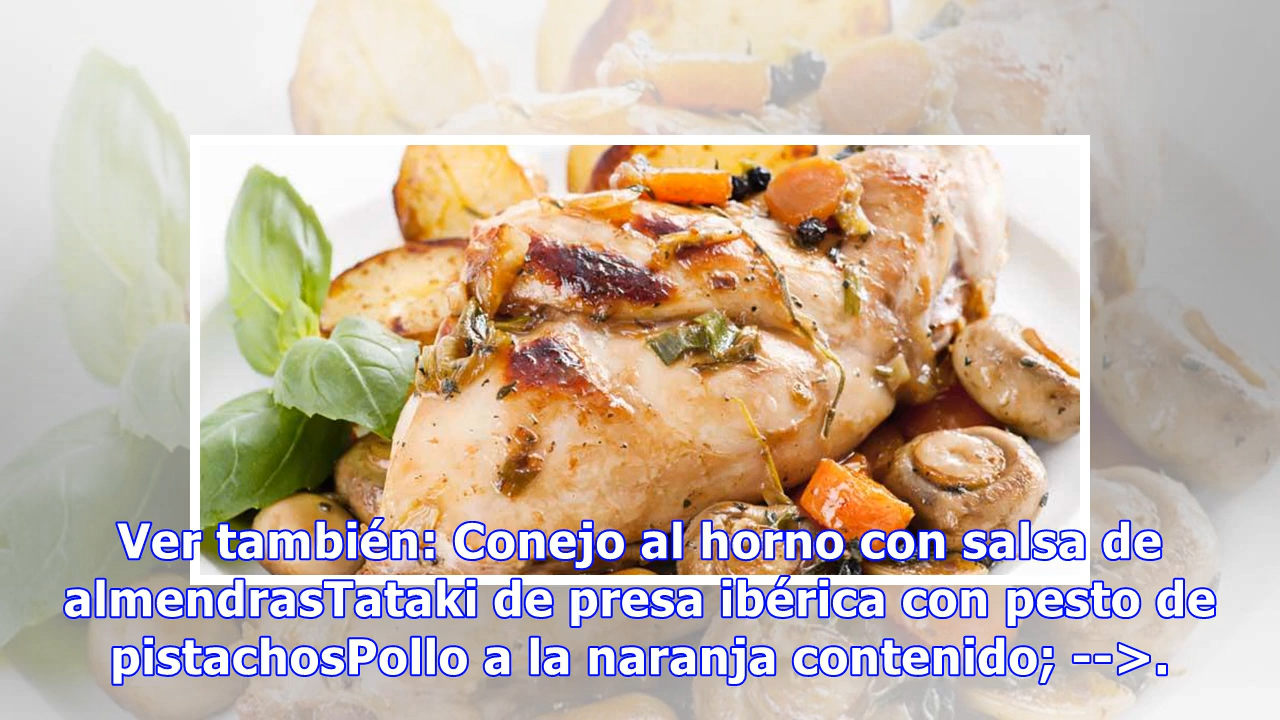 Ver también: Conejo al horno con salsa de
almendrasTataki de presa ibérica con pesto de
pistachosPollo a la naranja contenido; -->.